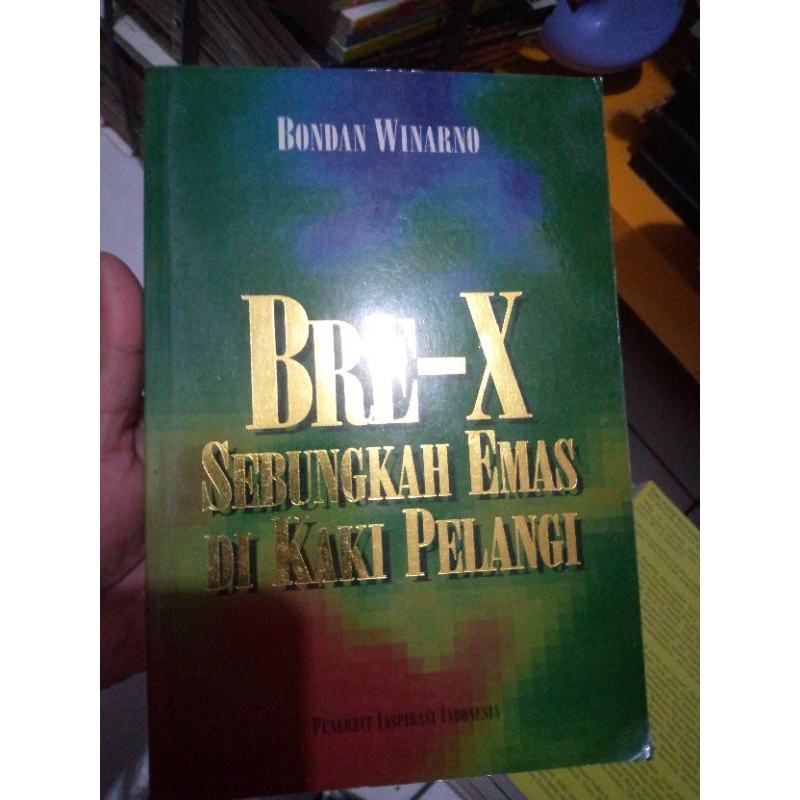 BONDAN WINARNO
BRE-X
SEBUNGKAH EMAS
DI KAKI PELANGI
PENERBIT INSPIRASI INDONESIA